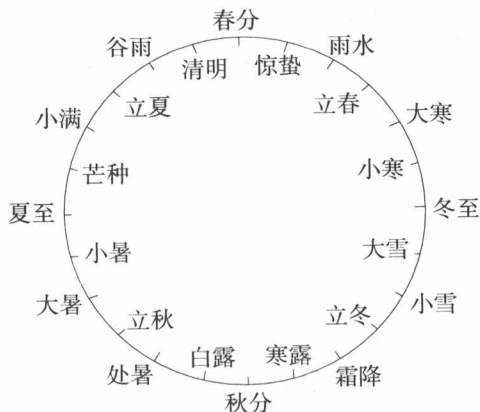 春分
谷雨
雨水
清明
惊蛰
立夏
立春
小满
大寒
芒种
小寒
夏至
冬至
小暑
大雪
大暑
小雪
立秋
立冬
白露
寒露
处暑
霜降
秋分